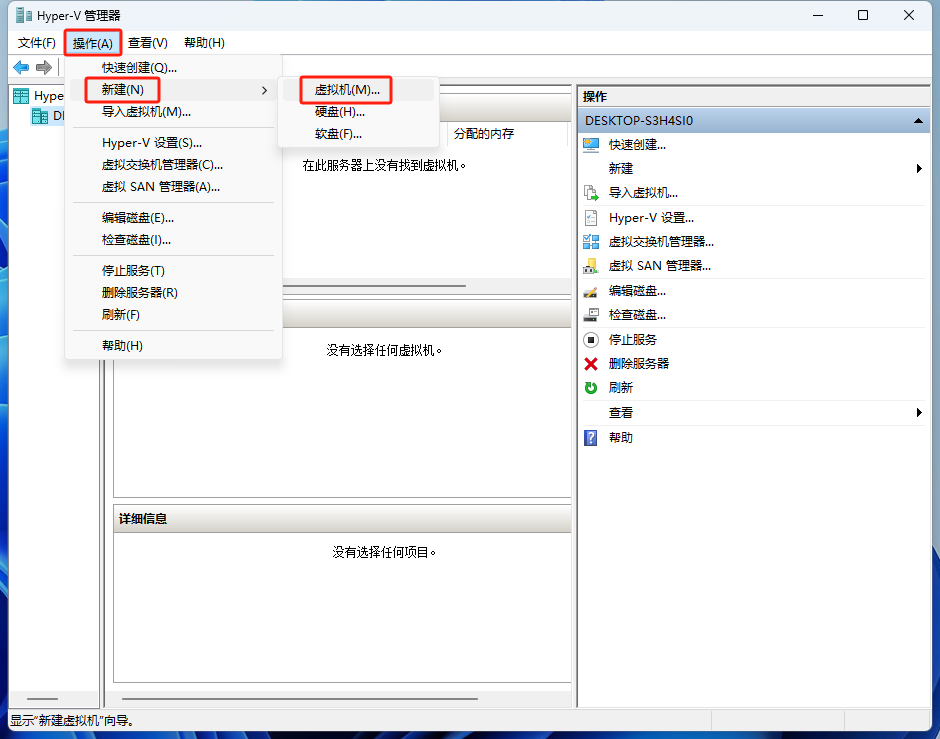 Hyper-V 管理器
文件(F) 操作(A) 查看(V) 帮助(H)
快速创建(Q)...
新建(N)
导入虚拟机(M)...
Hyper-V 设置(S)...
虚拟交换机管理器(C)...
虚拟 SAN 管理器(A)...
编辑磁盘(E)...
检查磁盘(I)...
停止服务(T)
删除服务器(R)
刷新(F)
帮助(H)
虚拟机(M)...
硬盘(H)...
软盘(F)...
分配的内存
在此服务器上没有找到虚拟机。
没有选择任何虚拟机。
详细信息
没有选择任何项目。
操作
DESKTOP-S3H4SI0
快速创建...
新建
导入虚拟机...
Hyper-V 设置...
虚拟交换机管理器...
虚拟 SAN 管理器...
编辑磁盘...
检查磁盘...
停止服务
删除服务器
刷新
查看
帮助
显示“新建虚拟机”向导。